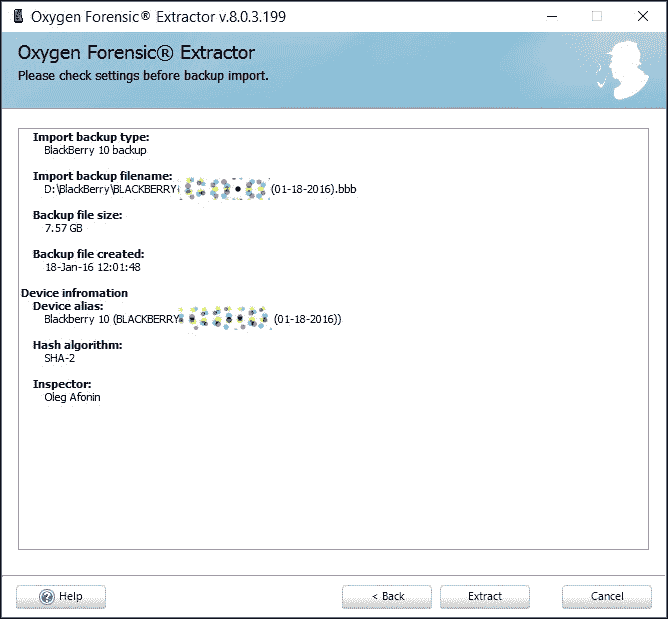 Oxygen Forensic® Extractor v.8.0.3.199
Oxygen Forensic® Extractor
Please check settings before backup import.
Import backup type:
BlackBerry 10 backup
Import backup filename:
D:\BlackBerry\BLACKBERRY (01-18-2016).bbb
Backup file size:
7.57 GB
Backup file created:
18-Jan-16 12:01:48
Device infromation
Device alias:
Blackberry 10 (BLACKBERRY (01-18-2016))
Hash algorithm:
SHA-2
Inspector:
Oleg Afonin
Help
< Back
Extract
Cancel